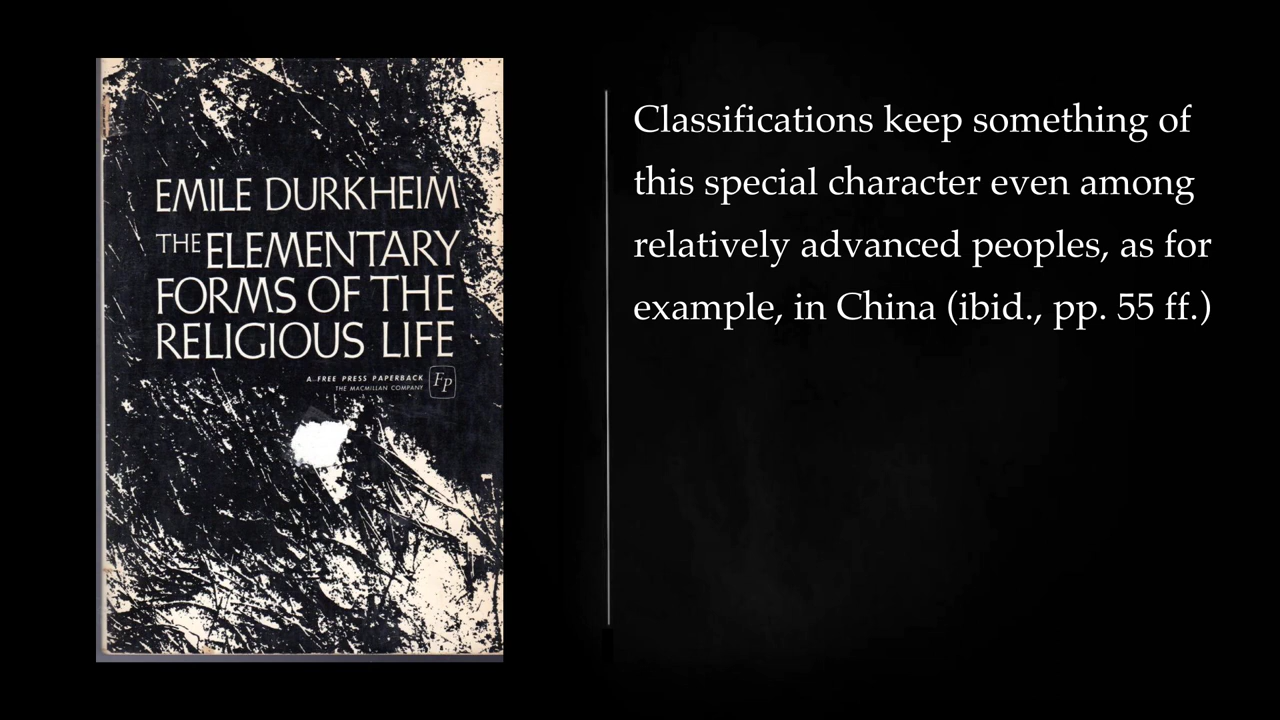 EMILE DURKHEIM
THE ELEMENTARY
FORMS OF THE
RELIGIOUS LIFE
A FREE PRESS PAPERBACK
THE MACMILLAN COMPANY
FP
Classifications keep something of
this special character even among
relatively advanced peoples, as for
example, in China (ibid., pp. 55 ff.)